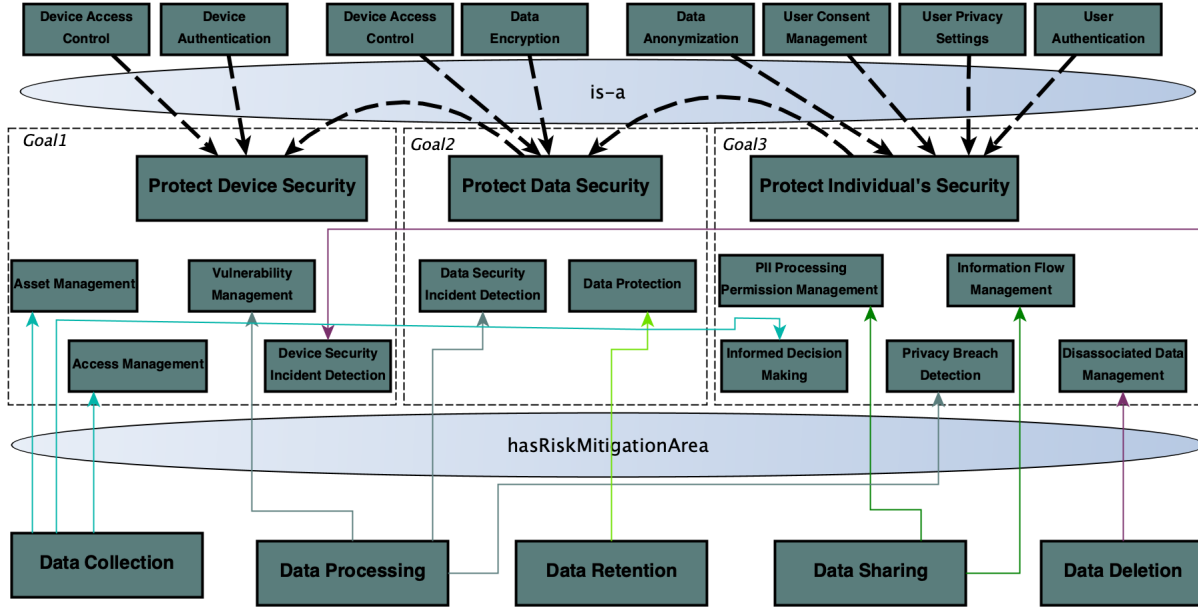 Device Access
Control
Device
Authentication
Device Access
Control
Data
Encryption
Data
Anonymization
User Consent
Management
User Privacy
Settings
User
Authentication
is-a
Goal1
Goal2
Goal3
Protect Device Security
Protect Data Security
Protect Individual's Security
Asset Management
Vulnerability
Management
Data Security
Incident Detection
Data Protection
PII Processing
Permission Management
Information Flow
Management
Access Management
Device Security
Incident Detection
Informed Decision
Making
Privacy Breach
Detection
Disassociated Data
Management
hasRiskMitigationArea
Data Collection
Data Processing
Data Retention
Data Sharing
Data Deletion